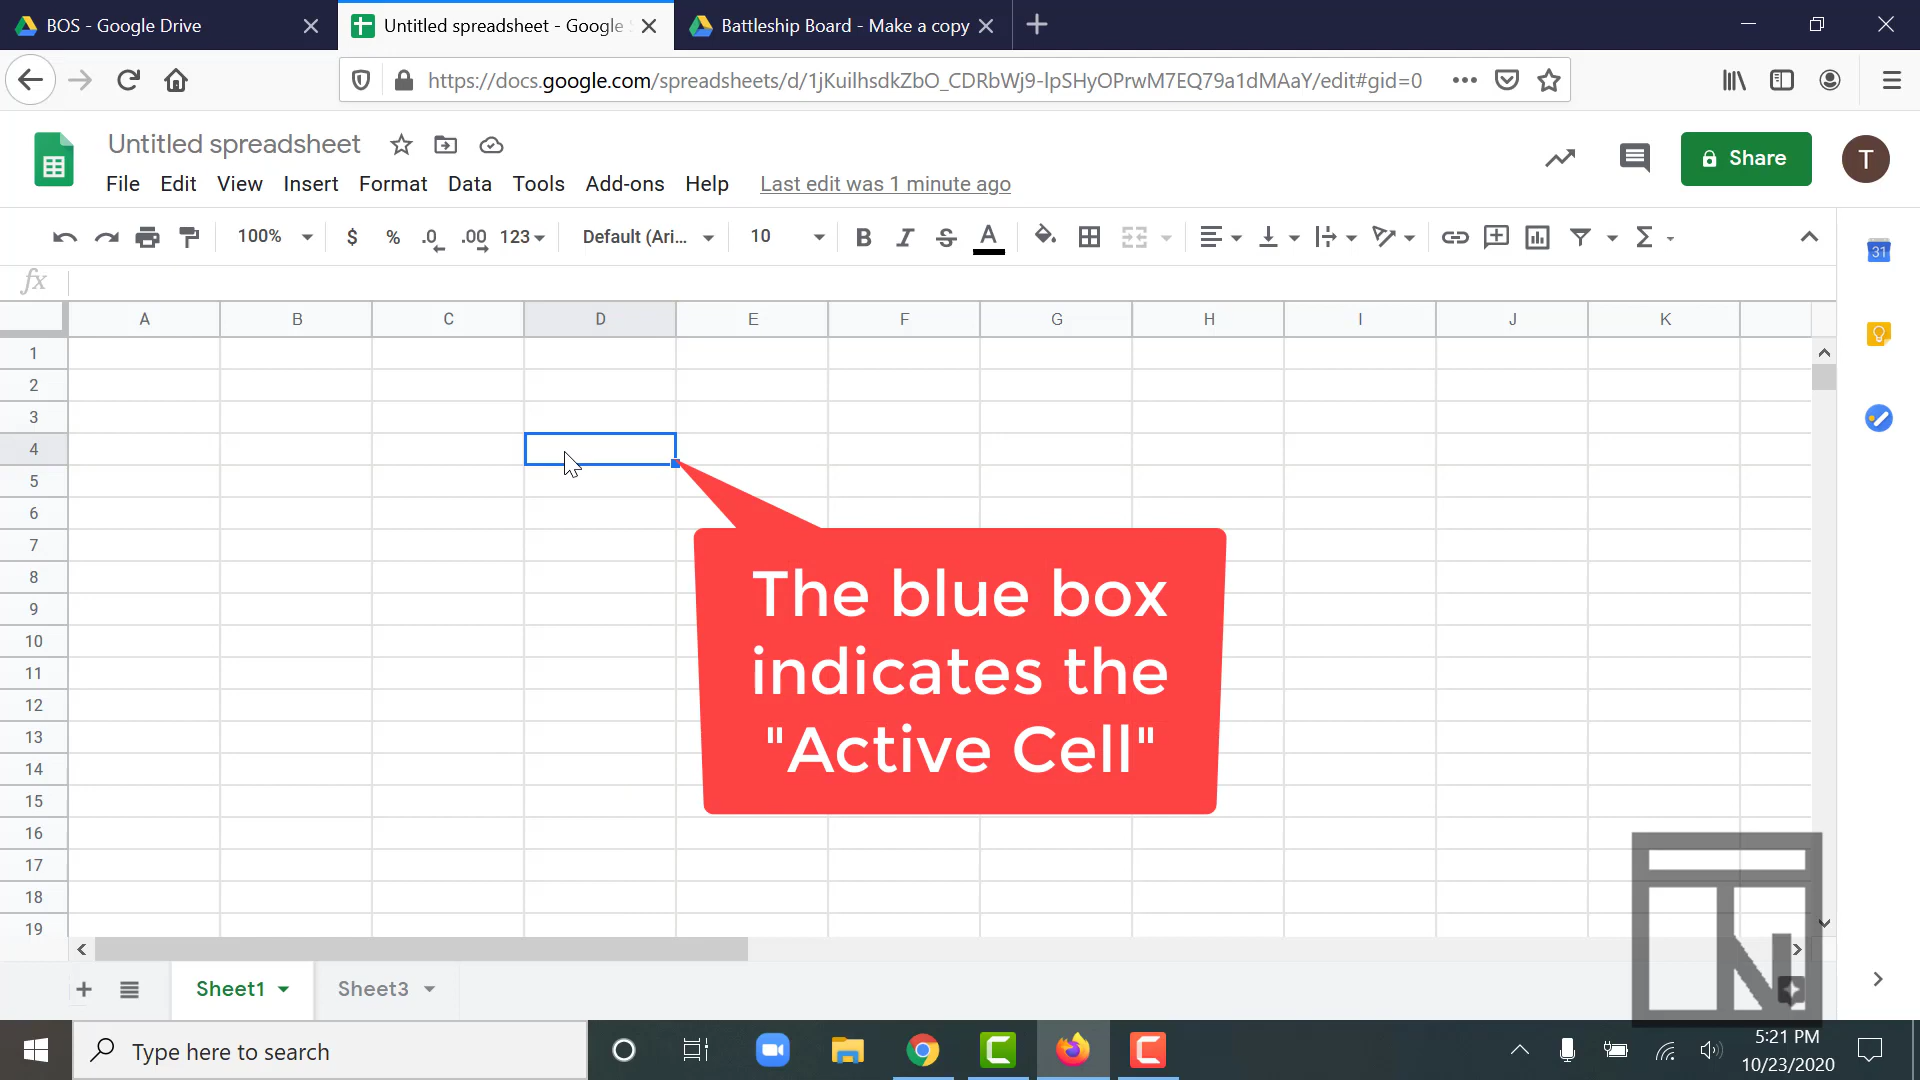 BOS - Google Drive
Untitled spreadsheet - Google S
Battleship Board - Make a copy
https://docs.google.com/spreadsheets/d/1jKuilhsdkZbO_CDRbWj9-lpSHyOPrwM7EQ79a1dMAaY/edit#gid=0
Untitled spreadsheet
File Edit View Insert Format Data Tools Add-ons Help Last edit was 1 minute ago
Share
T
100% $ % .0 .00 123 Default (Ari... 10 B I S A
31
fx
A B C D E F G H I J K
1
2
3
4
5
6
7
8
9
10
11
12
13
14
15
16
17
18
19
The blue box
indicates the
"Active Cell"
Sheet1 Sheet3
TN
Type here to search
5:21 PM
10/23/2020